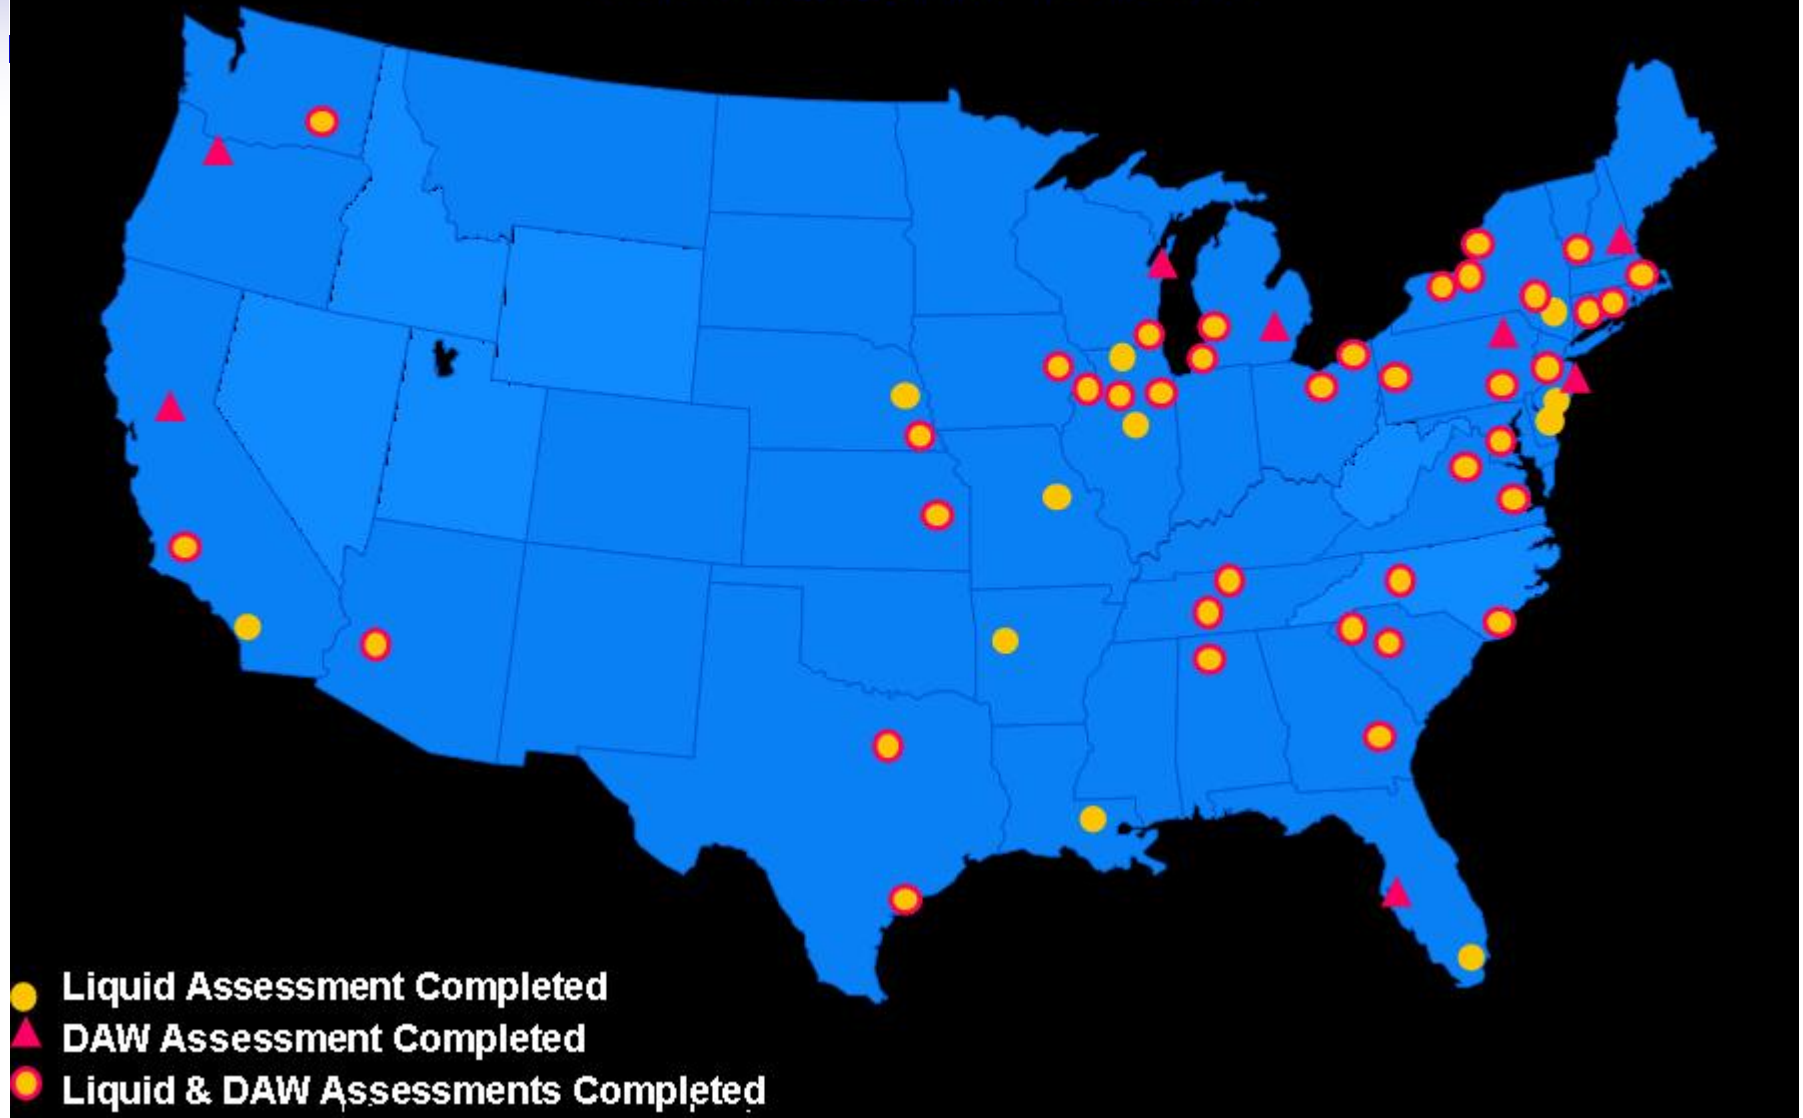 Liquid Assessment Completed
DAW Assessment Completed
Liquid & DAW Assessments Completed